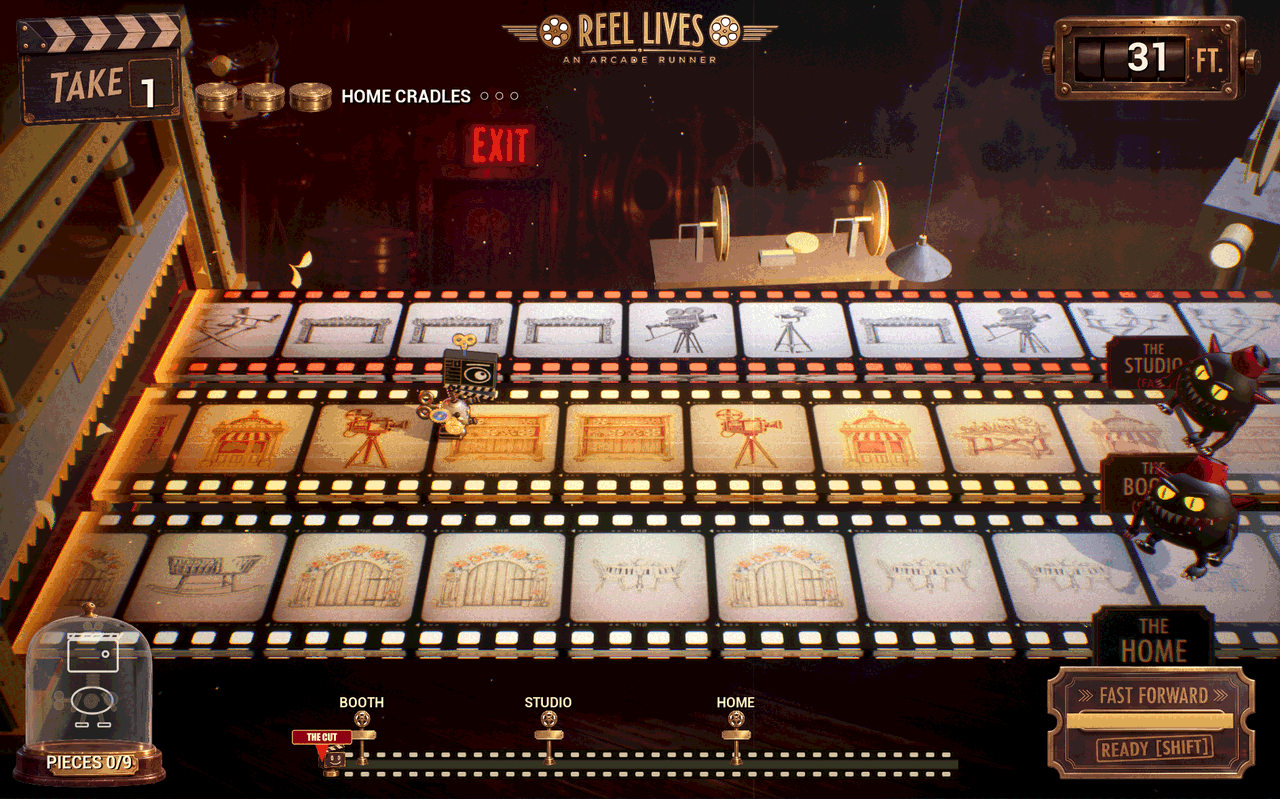 REEL LIVES
AN ARCADE RUNNER
TAKE 1
HOME CRADLES
31 FT.
EXIT
THE
STUDIO
THE
HOME
BOOTH
STUDIO
HOME
THE CUT
PIECES 0/9
FAST FORWARD
READY [SHIFT]